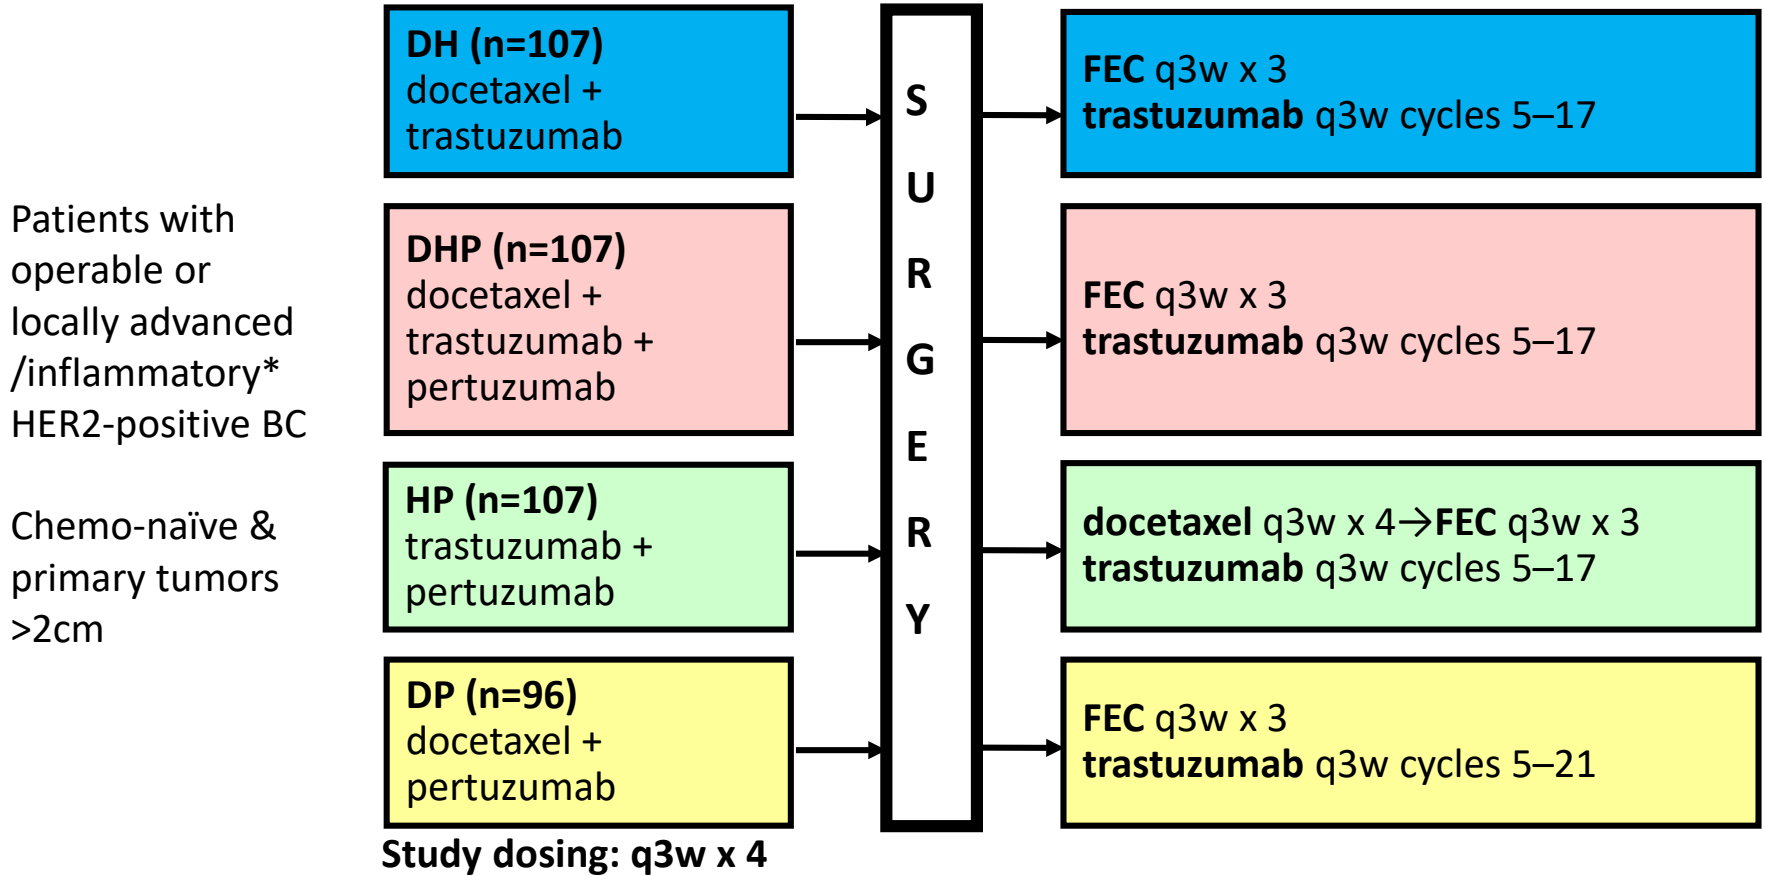 Patients with
operable or
locally advanced
/inflammatory*
HER2-positive BC
Chemo-naïve &
primary tumors
>2cm
DH (n=107)
docetaxel +
trastuzumab
DHP (n=107)
docetaxel +
trastuzumab +
pertuzumab
HP (n=107)
trastuzumab +
pertuzumab
DP (n=96)
docetaxel +
pertuzumab
Study dosing: q3w x 4
S
U
R
G
E
R
Y
FEC q3w x 3
trastuzumab q3w cycles 5–17
FEC q3w x 3
trastuzumab q3w cycles 5–17
docetaxel q3w x 4→FEC q3w x 3
trastuzumab q3w cycles 5–17
FEC q3w x 3
trastuzumab q3w cycles 5–21